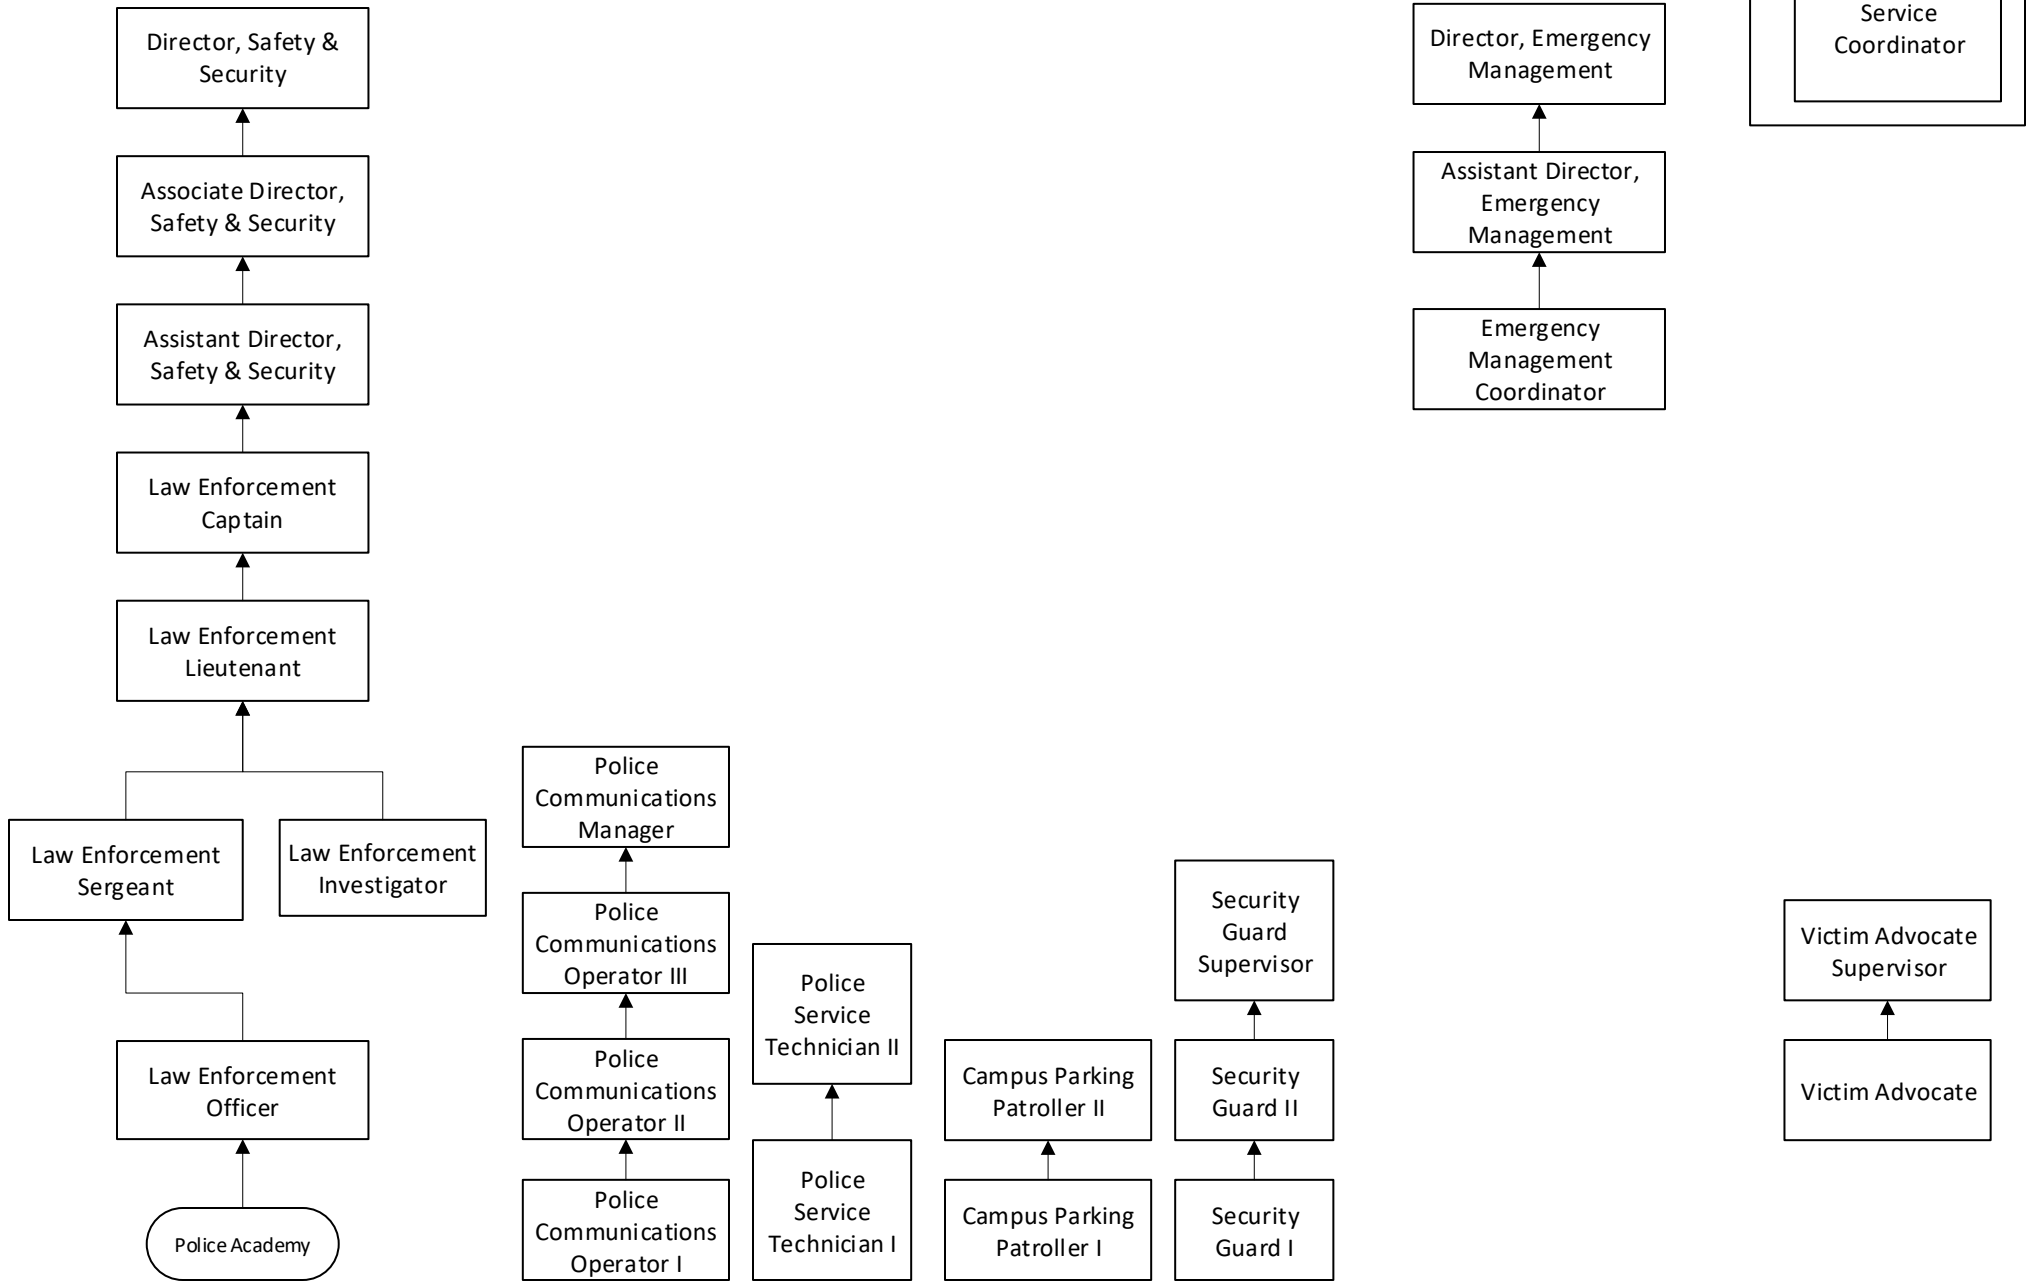 Director, Safety &
Security
Associate Director,
Safety & Security
Assistant Director,
Safety & Security
Law Enforcement
Captain
Law Enforcement
Lieutenant
Law Enforcement
Sergeant
Law Enforcement
Investigator
Law Enforcement
Officer
Police Academy
Police
Communications
Manager
Police
Communications
Operator III
Police
Communications
Operator II
Police
Communications
Operator I
Police
Service
Technician II
Police
Service
Technician I
Campus Parking
Patroller II
Campus Parking
Patroller I
Security
Guard
Supervisor
Security
Guard II
Security
Guard I
Director, Emergency
Management
Assistant Director,
Emergency
Management
Emergency
Management
Coordinator
Service
Coordinator
Victim Advocate
Supervisor
Victim Advocate